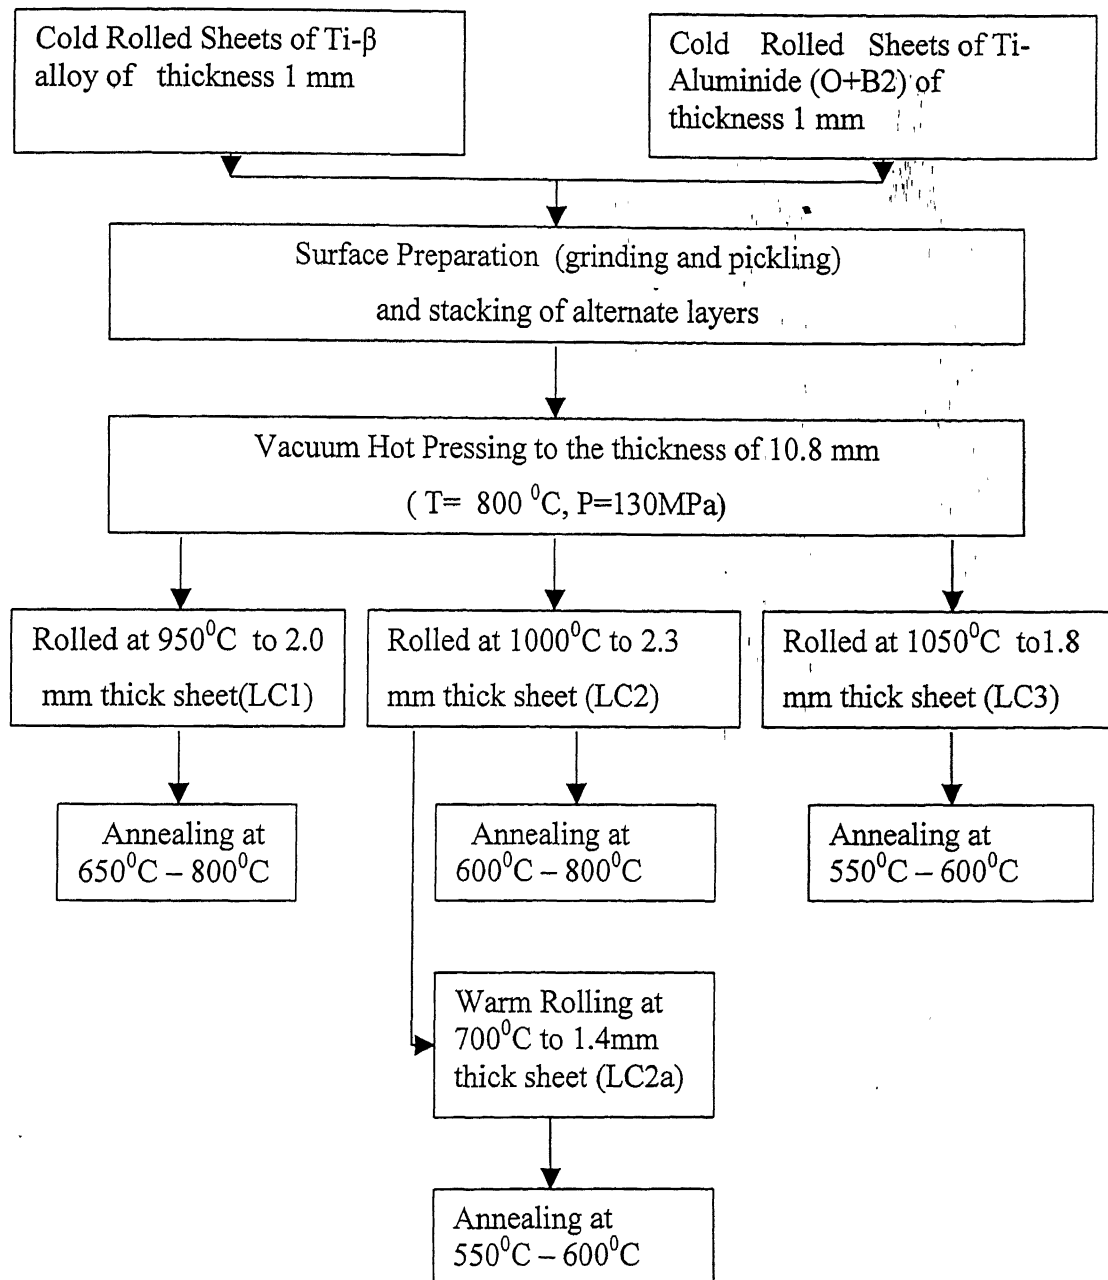 Cold Rolled Sheets of Ti-β
alloy of thickness 1 mm
Cold Rolled Sheets of Ti-
Aluminide (O+B2) of
thickness 1 mm
Surface Preparation (grinding and pickling)
and stacking of alternate layers
Vacuum Hot Pressing to the thickness of 10.8 mm
( T= 800 ⁰C, P=130MPa)
Rolled at 950⁰C to 2.0
mm thick sheet(LC1)
Rolled at 1000⁰C to 2.3
mm thick sheet (LC2)
Rolled at 1050⁰C to1.8
mm thick sheet (LC3)
Annealing at
650⁰C – 800⁰C
Annealing at
600⁰C – 800⁰C
Annealing at
550⁰C – 600⁰C
Warm Rolling at
700⁰C to 1.4mm
thick sheet (LC2a)
Annealing at
550⁰C – 600⁰C